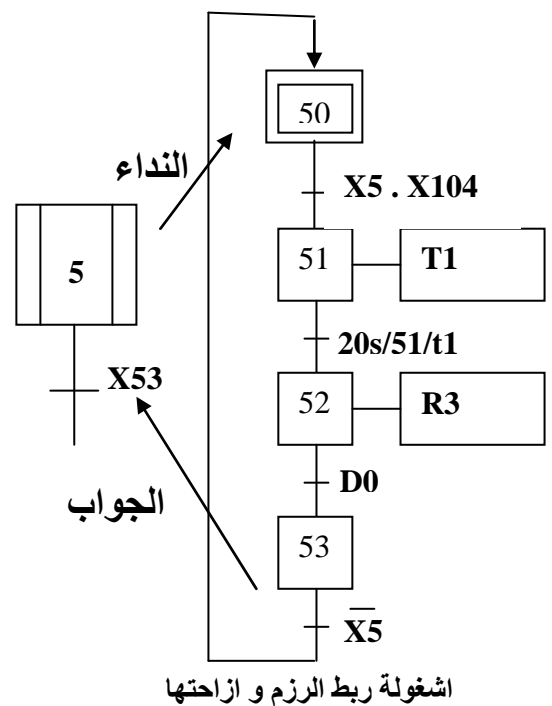 50
النداء
X5 . X104
5
51
T1
20s/51/t1
X53
52
R3
الجواب
D0
53
X̅5̅
اشغولة ربط الرزم و ازاحتها